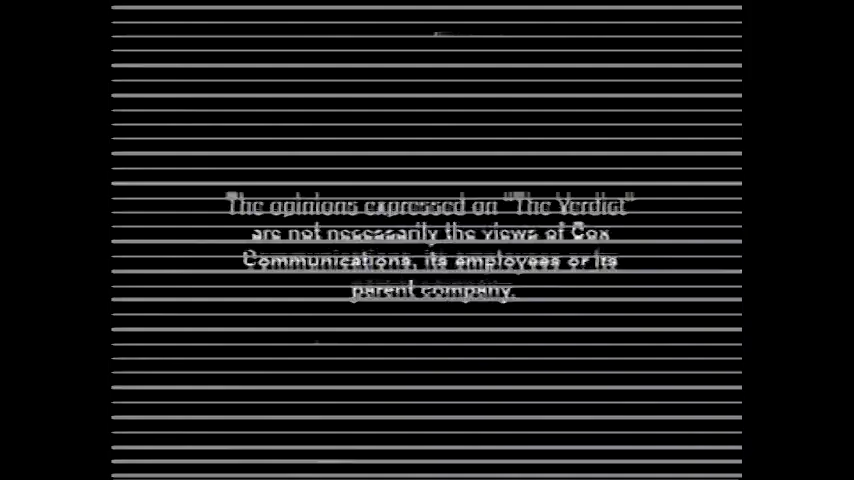 The opinions expressed on "The Verdict"
are not necessarily the views of Cox
Communications, its employees or its
parent company.